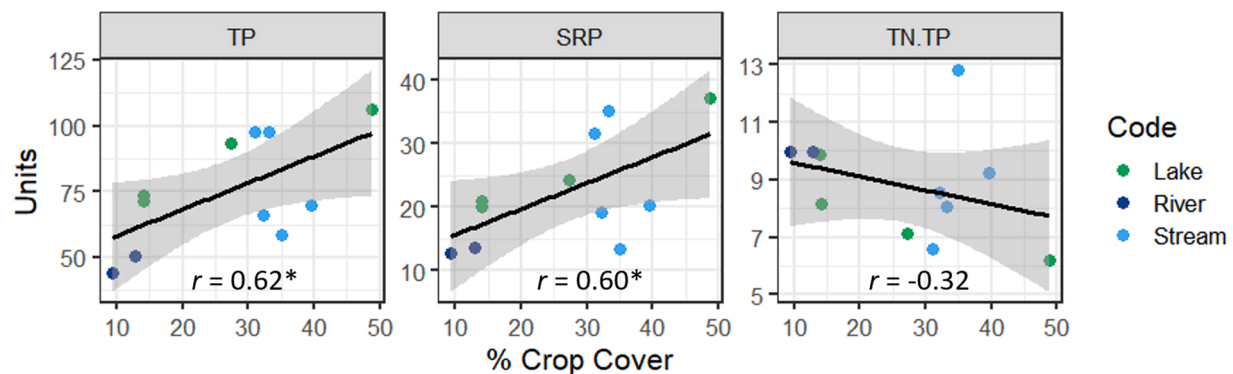 TP
SRP
TN.TP
125
100
75
50
40
30
20
10
13
11
9
7
5
Units
r = 0.62*
r = 0.60*
r = -0.32
10 20 30 40 50
10 20 30 40 50
10 20 30 40 50
% Crop Cover
Code
Lake
River
Stream